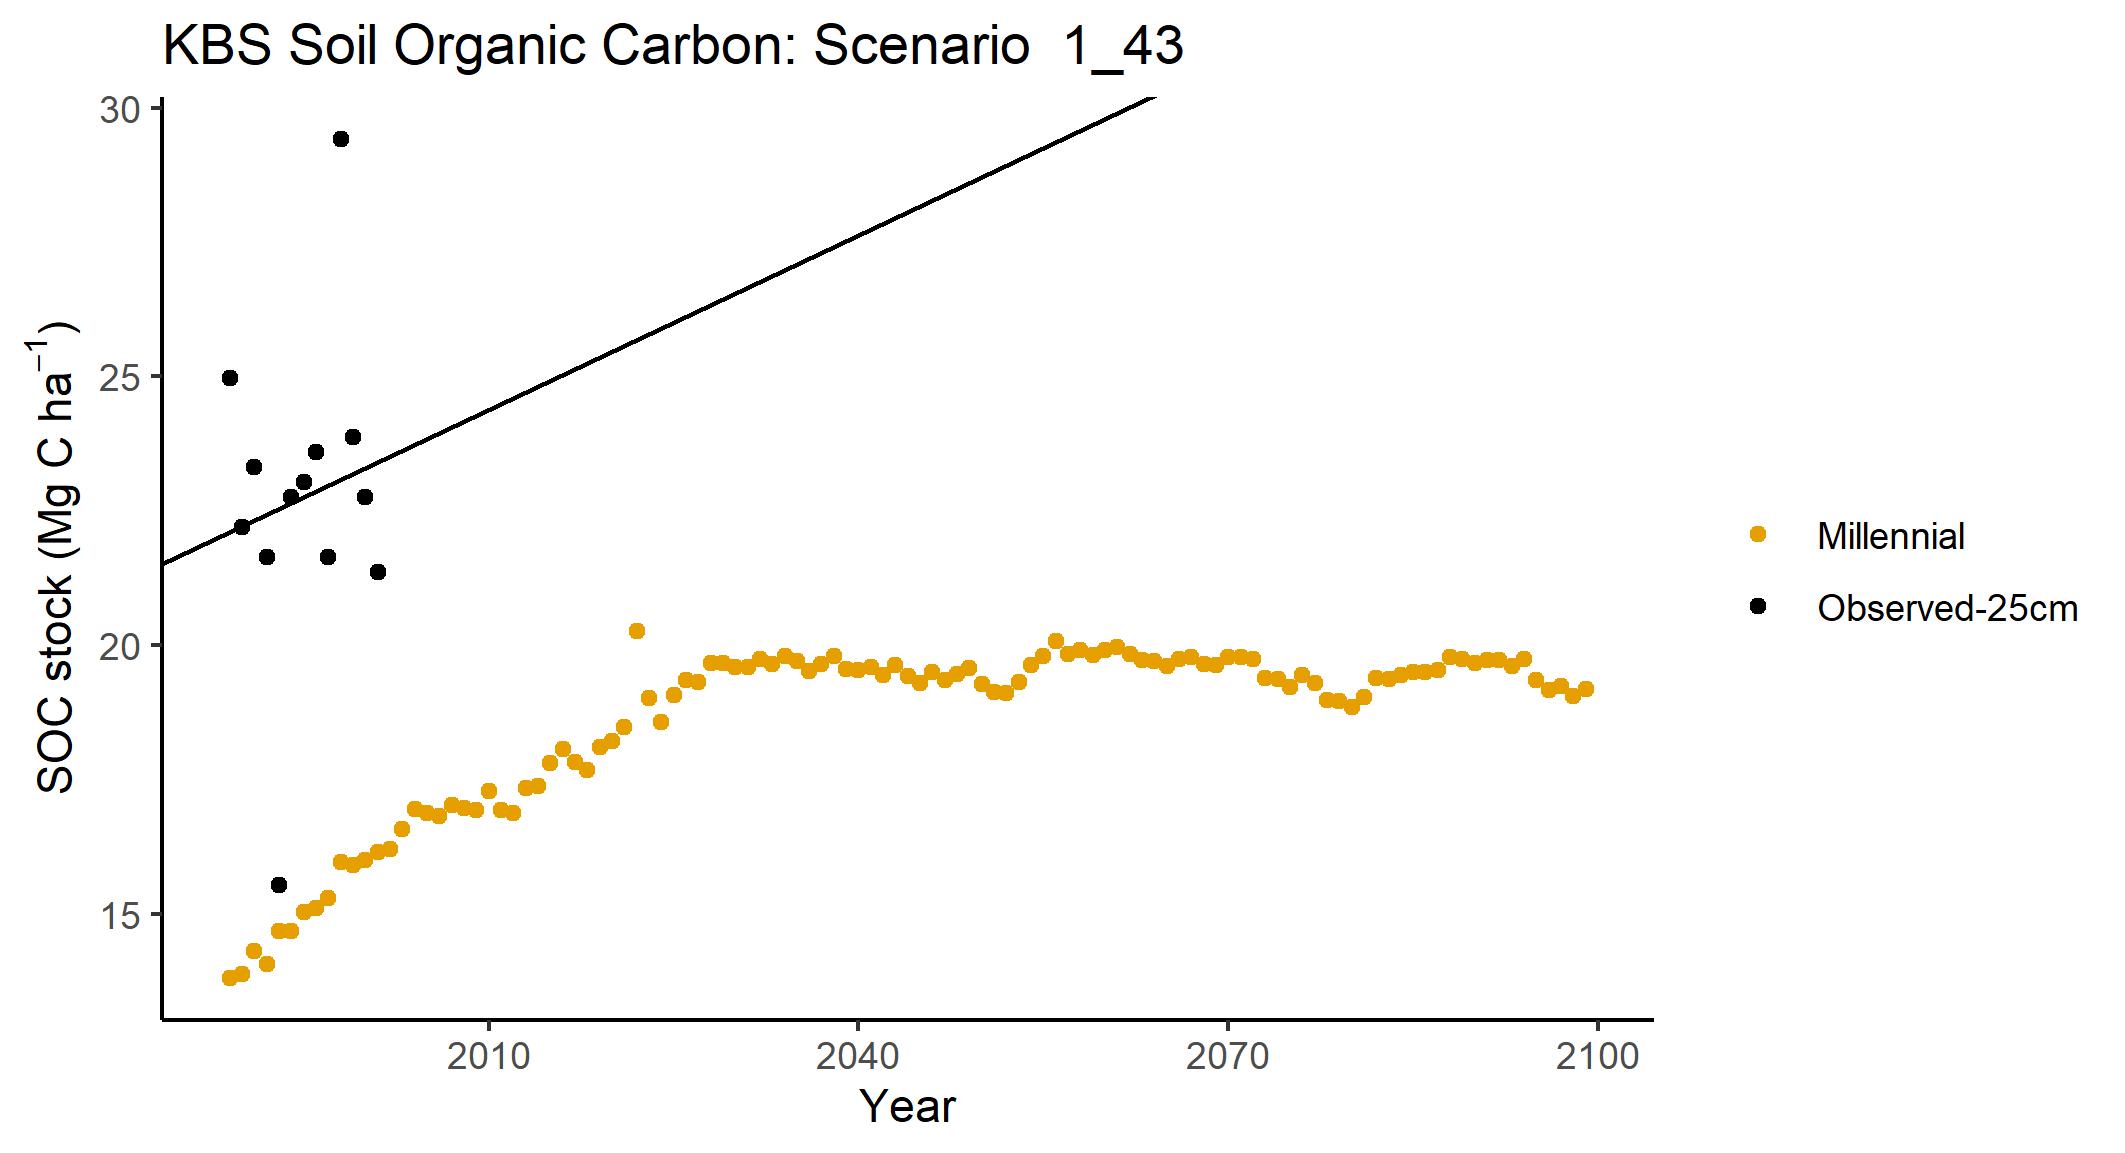 KBS Soil Organic Carbon: Scenario  1_43
SOC stock (Mg C ha⁻¹)
30
25
20
15
2010
2040
2070
2100
Year
Millennial
Observed-25cm